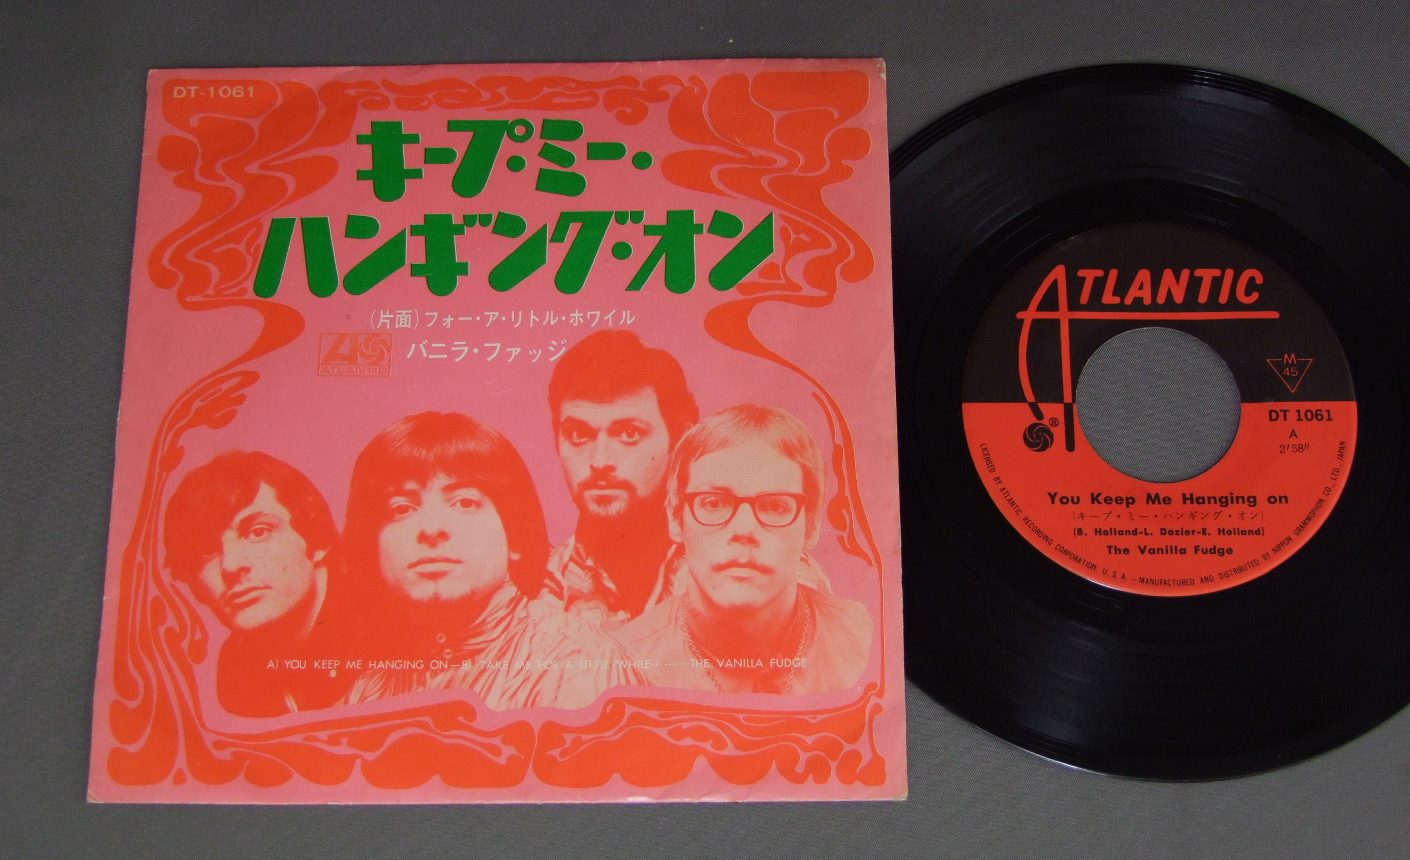 DT-1061
キープ・ミー・
ハンギング・オン
(片面)フォー・ア・リトル・ホワイル
ATLANTIC
バニラ・ファッジ
A) YOU KEEP ME HANGING ON—B) TAKE ME FOR A LITTLE WHILE·········THE VANILLA FUDGE
ATLANTIC
®
M
45
DT 1061
A
2′58″
You Keep Me Hanging on
(キープ・ミー・ハンギング・オン)
(B. Holland-L. Dozier-E. Holland)
The Vanilla Fudge
LICENSED BY ATLANTIC RECORDING CORPORATION, U.S.A.—MANUFACTURED AND DISTRIBUTED BY NIPPON GRAMMOPHON CO., LTD., JAPAN